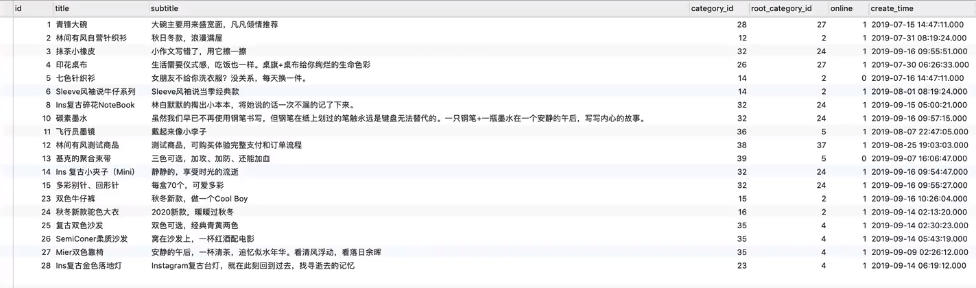 id title subtitle category_id root_category_id online create_time
1 青锋大碗 大碗主要用来盛宽面，凡凡倾情推荐 28 27 1 2019-07-15 14:47:11.000
2 林间有风自营针织衫 秋日冬款，浪漫满屋 12 2 1 2019-07-31 08:19:24.000
3 抹茶小橡皮 小作文写错了，用它擦一擦 32 24 1 2019-09-16 09:55:51.000
4 印花桌布 生活需要仪式感，吃饭也一样。桌旗+桌布给你绚烂的生命色彩 26 27 1 2019-07-30 06:26:33.000
5 七色针织衫 女朋友不给你洗衣服？没关系，每天换一件。 14 2 0 2019-07-16 14:47:11.000
6 Sleeve风袖说牛仔系列 Sleeve风袖说当季经典款 14 2 1 2019-08-01 08:19:24.000
8 Ins复古碎花NoteBook 林白默默的掏出小本本，将她说的话一次不漏的记了下来。 32 24 1 2019-09-15 05:00:21.000
10 碳素墨水 虽然我们早已不再使用钢笔书写，但钢笔在纸上划过的笔触永远是键盘无法替代的。一只钢笔+一瓶墨水在一个安静的午后，写写内心的故事。 32 24 1 2019-09-16 09:57:15.000
11 飞行员墨镜 戴起来像小李子 36 5 1 2019-08-07 22:47:05.000
12 林间有风测试商品 测试商品，可购买体验完整支付和订单流程 38 37 1 2019-08-25 19:03:03.000
13 基克的聚合束带 三色可选，加攻、加防、还能加血 39 5 0 2019-09-07 16:06:47.000
14 Ins 复古小夹子（Mini） 静静的，享受时光的流逝 32 24 1 2019-09-16 09:54:47.000
15 多彩别针、回形针 每盒70个，可爱多彩 32 24 1 2019-09-16 09:55:27.000
23 双色牛仔裤 秋冬新款，做一个Cool Boy 15 2 1 2019-09-16 10:26:04.000
24 秋冬新款驼色大衣 2020新款，暖暖过秋冬 16 2 1 2019-09-14 02:13:20.000
25 复古双色沙发 双色可选，经典青黄两色 35 4 1 2019-09-14 02:30:23.000
26 SemiConer柔质沙发 窝在沙发上，一杯红酒配电影 35 4 1 2019-09-14 05:43:19.000
27 Mier双色靠椅 安静的午后，一杯清茶，追忆似水年华。看清风浮动，看落日余晖 35 4 1 2019-09-09 02:26:12.000
28 Ins复古金色落地灯 Instagram复古台灯，就在此刻回到过去，找寻逝去的记忆 23 4 1 2019-09-14 06:19:12.000